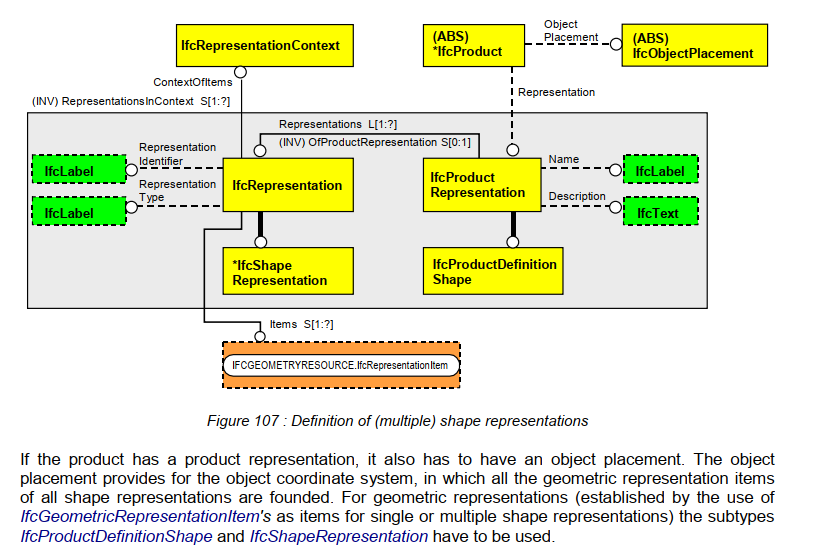 Object
Placement
IfcRepresentationContext
(ABS)
*IfcProduct
(ABS)
IfcObjectPlacement
ContextOfItems
(INV) RepresentationsInContext S[1:?]
Representation
Representations L[1:?]
(INV) OfProductRepresentation S[0:1]
Representation
Identifier
IfcLabel
Representation
Type
IfcLabel
IfcRepresentation
IfcProduct
Representation
Name
IfcLabel
Description
IfcText
*IfcShape
Representation
IfcProductDefinition
Shape
Items S[1:?]
IFCGEOMETRYRESOURCE.IfcRepresentationItem
Figure 107 : Definition of (multiple) shape representations
If the product has a product representation, it also has to have an object placement. The object
placement provides for the object coordinate system, in which all the geometric representation items
of all shape representations are founded. For geometric representations (established by the use of
IfcGeometricRepresentationItem's as items for single or multiple shape representations) the subtypes
IfcProductDefinitionShape and IfcShapeRepresentation have to be used.